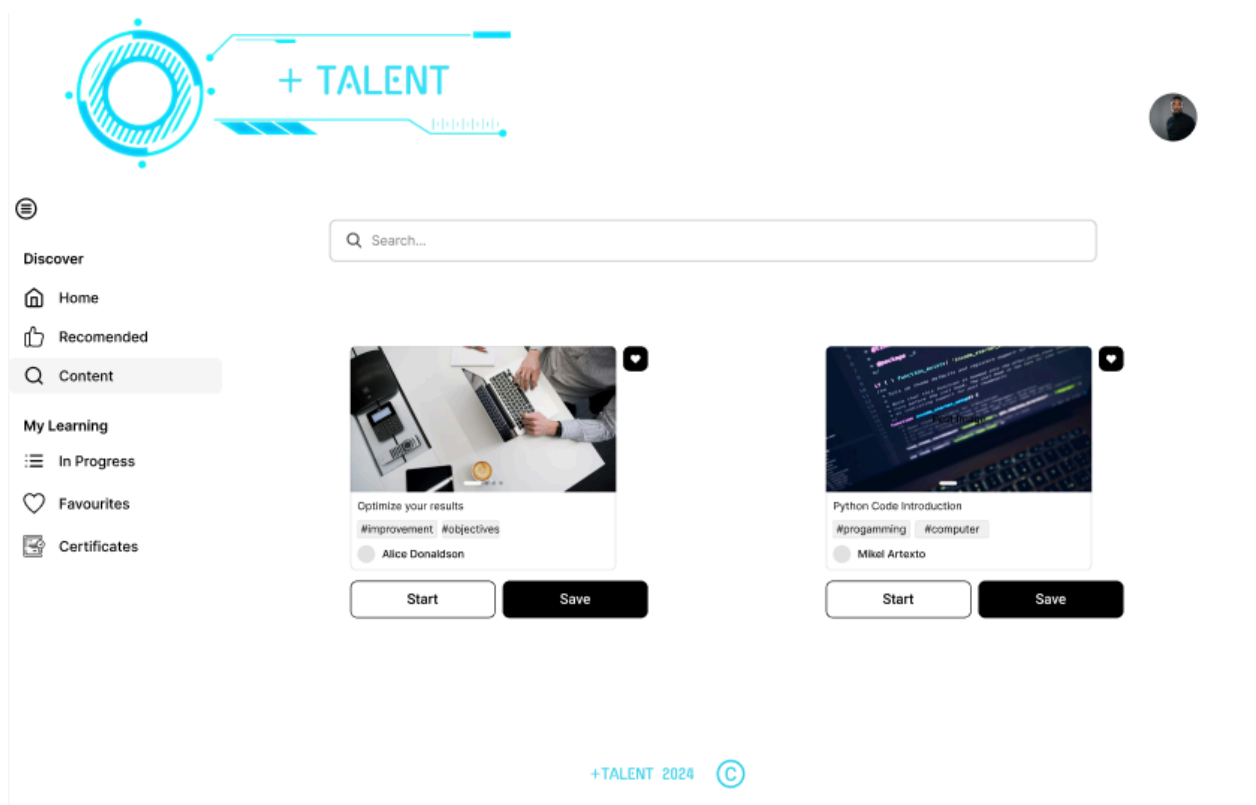 + TALENT
Search...
Discover
Home
Recomended
Content
My Learning
In Progress
Favourites
Certificates
Optimize your results
#improvement #objectives
Alice Donaldson
Start Save
Python Code Introduction
#progamming #computer
Mikel Artexto
Start Save
+TALENT 2024 ©